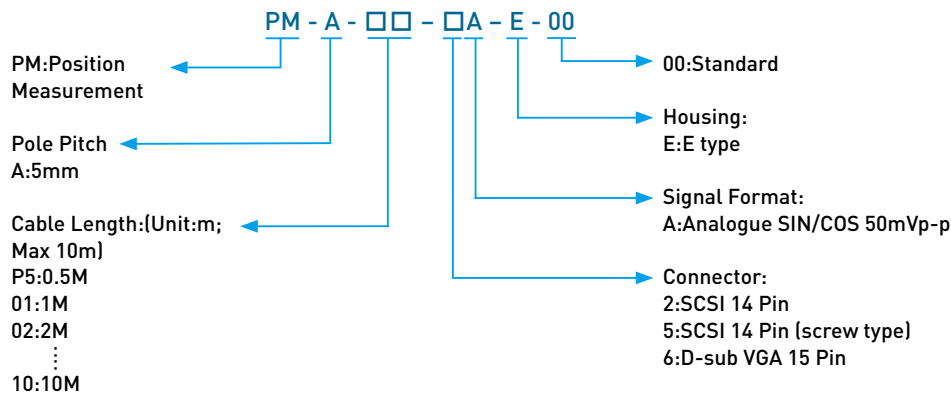 PM - A - □□ – □A – E - 00
PM:Position
Measurement
Pole Pitch
A:5mm
Cable Length:(Unit:m;
Max 10m)
P5:0.5M
01:1M
02:2M
⋮
10:10M
00:Standard
Housing:
E:E type
Signal Format:
A:Analogue SIN/COS 50mVp-p
Connector:
2:SCSI 14 Pin
5:SCSI 14 Pin (screw type)
6:D-sub VGA 15 Pin